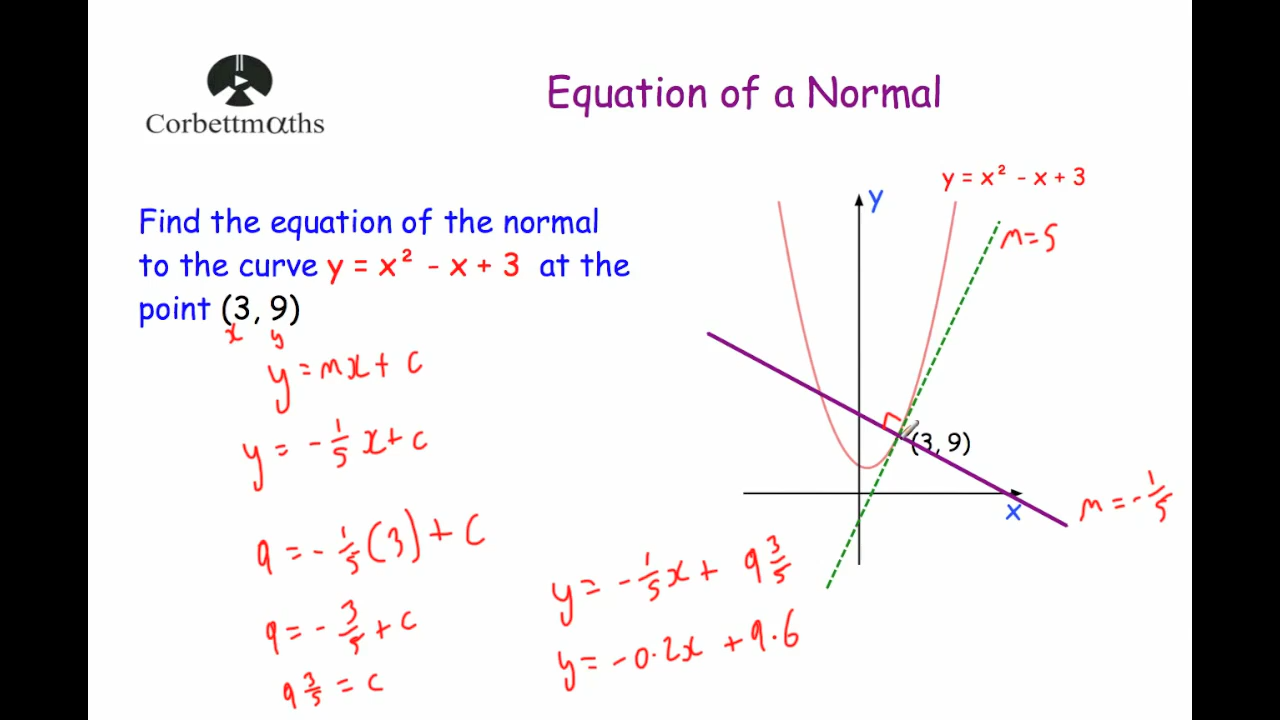 Corbettmαths
Equation of a Normal
Find the equation of the normal
to the curve y = x² - x + 3 at the
point (3, 9)
x y
y = mx + c
y = -1/5 x + c
9 = -1/5 (3) + c
9 = -3/5 + c
9 3/5 = c
y = -1/5 x + 9 3/5
y = -0.2x + 9.6
y = x² - x + 3
y
m = 5
(3, 9)
x
m = -1/5